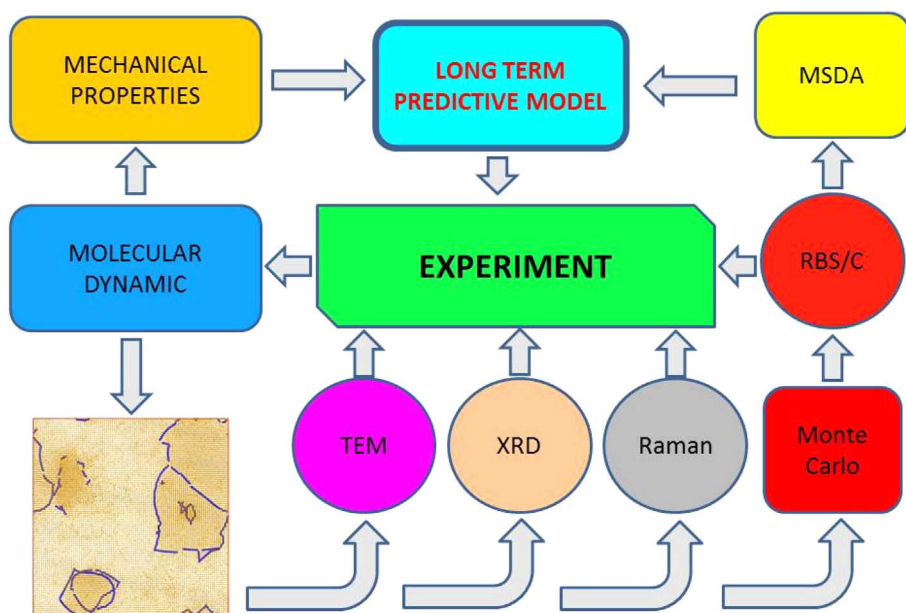 MECHANICAL
PROPERTIES
LONG TERM
PREDICTIVE MODEL
MSDA
MOLECULAR
DYNAMIC
EXPERIMENT
RBS/C
TEM
XRD
Raman
Monte
Carlo